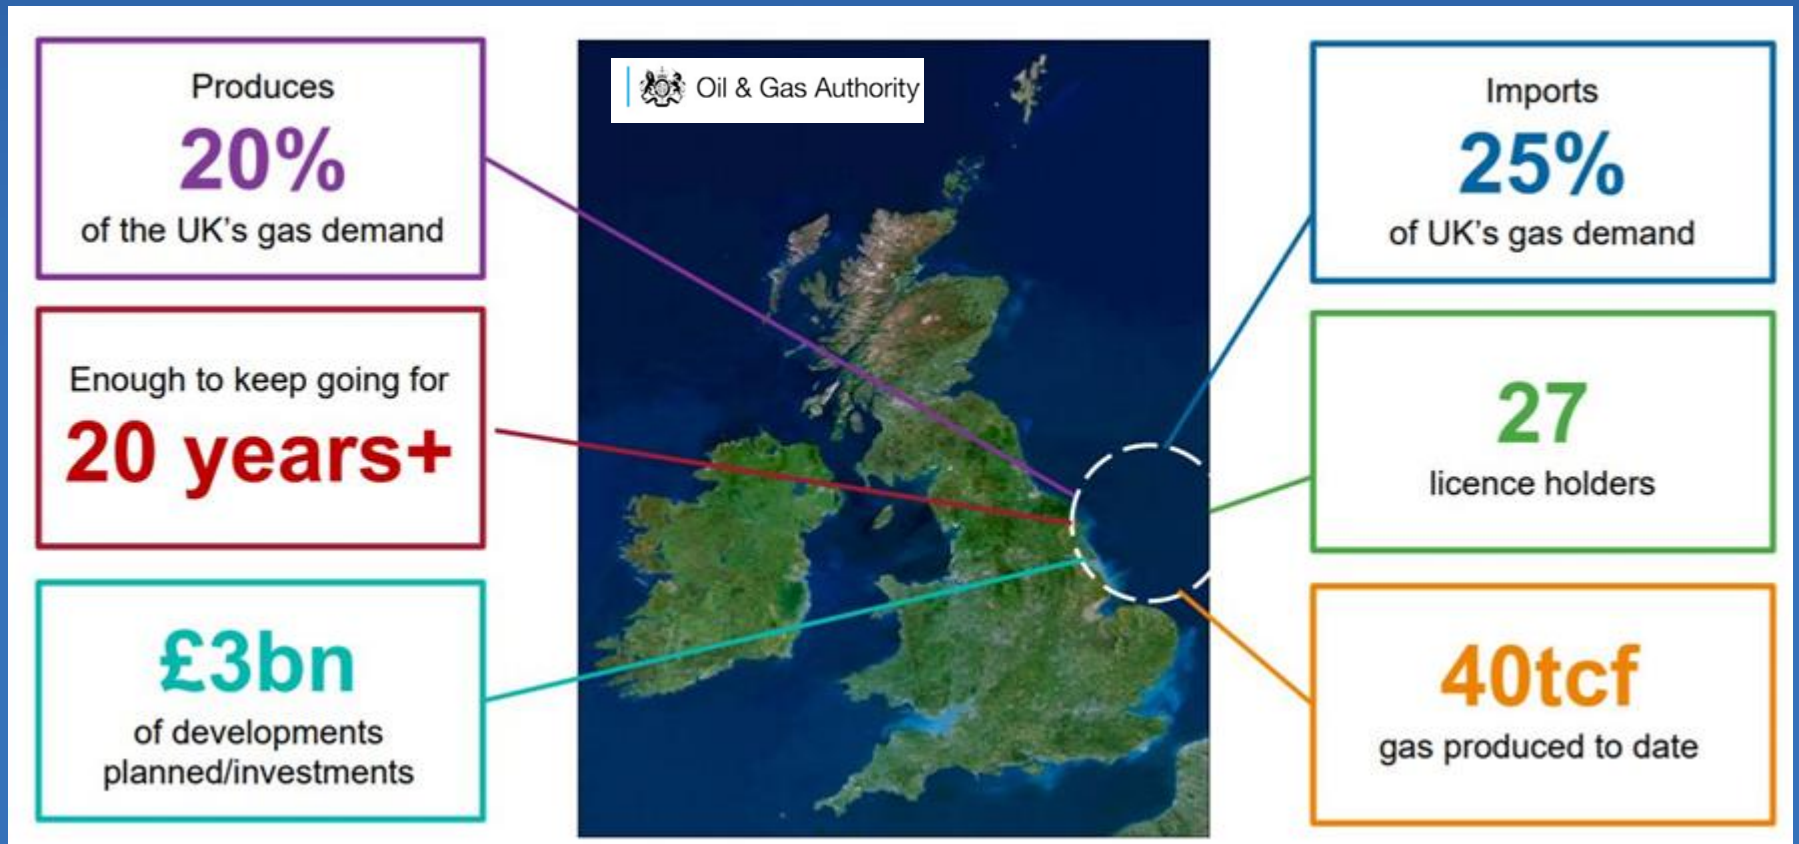 Produces
20%
of the UK's gas demand
Enough to keep going for
20 years+
£3bn
of developments
planned/investments
Oil & Gas Authority
Imports
25%
of UK's gas demand
27
licence holders
40tcf
gas produced to date